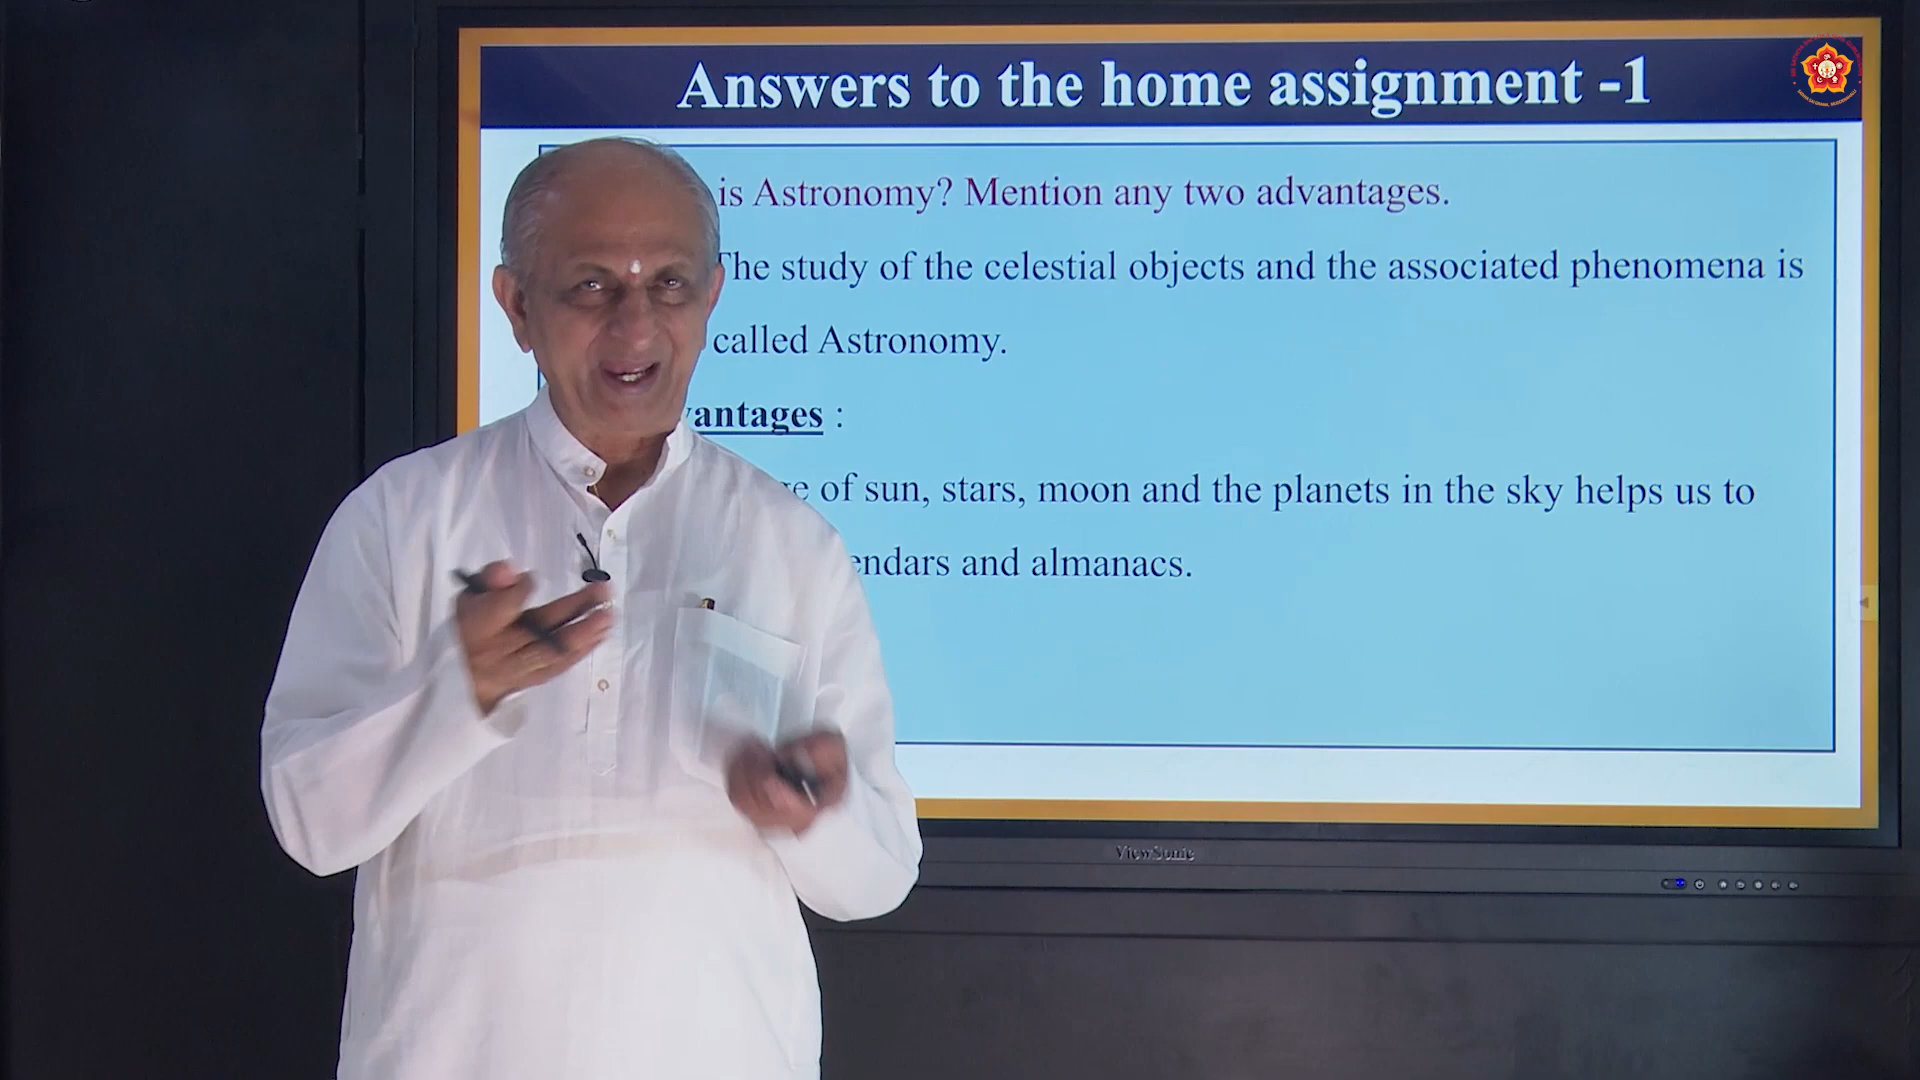 Answers to the home assignment -1
is Astronomy? Mention any two advantages.
The study of the celestial objects and the associated phenomena is
called Astronomy.
vantages :
of sun, stars, moon and the planets in the sky helps us to
endars and almanacs.
ViewSonic